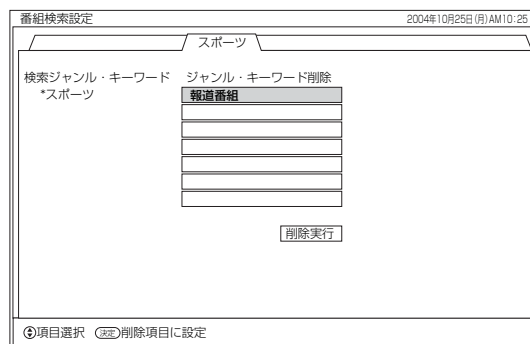 番組検索設定
2004年10月25日(月)AM10:25
スポーツ
検索ジャンル・キーワード ジャンル・キーワード削除
*スポーツ
報道番組
削除実行
項目選択 決定 削除項目に設定